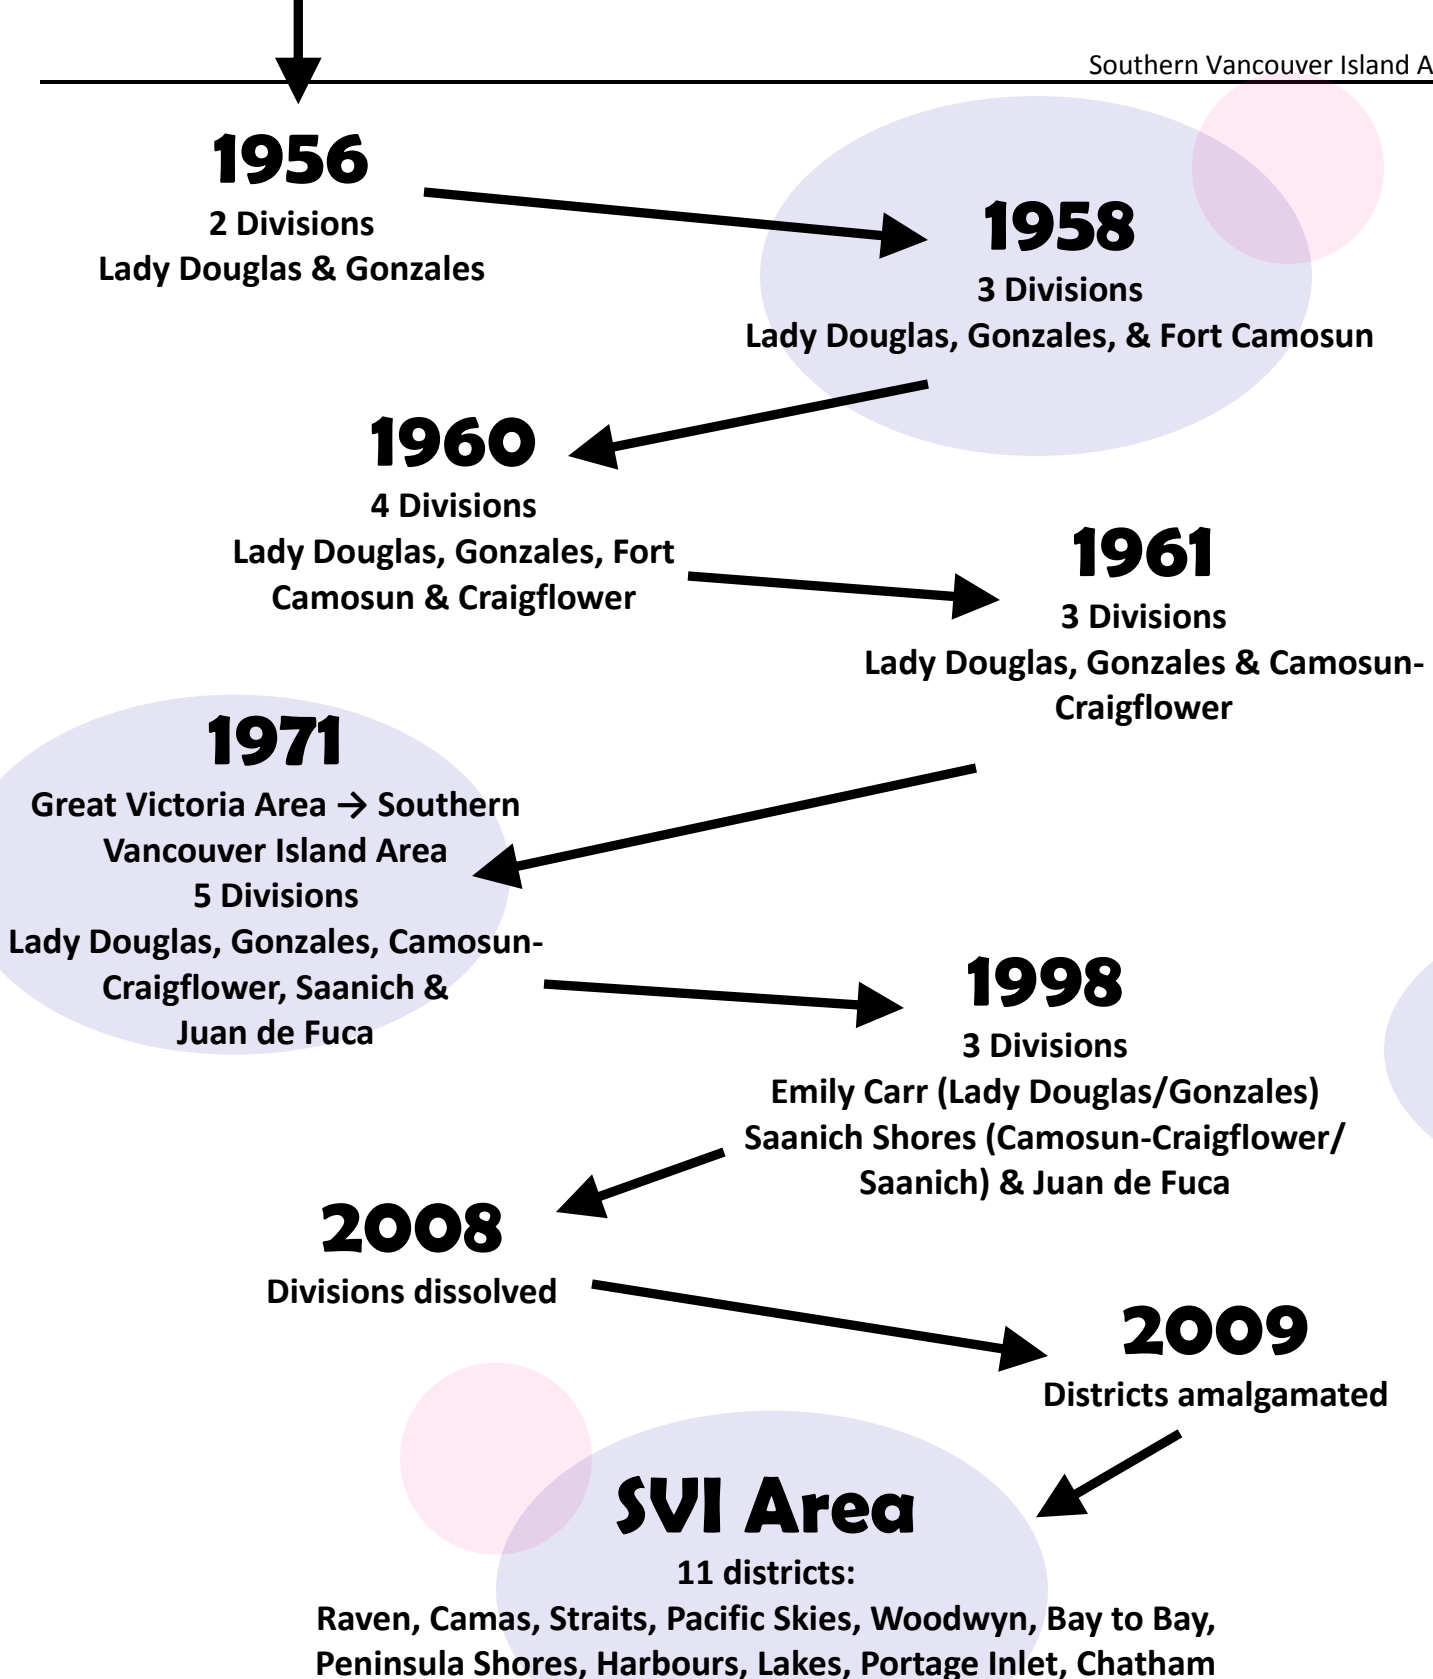 Southern Vancouver Island A
1956
2 Divisions
Lady Douglas & Gonzales
1958
3 Divisions
Lady Douglas, Gonzales, & Fort Camosun
1960
4 Divisions
Lady Douglas, Gonzales, Fort
Camosun & Craigflower
1961
3 Divisions
Lady Douglas, Gonzales & Camosun-
Craigflower
1971
Great Victoria Area → Southern
Vancouver Island Area
5 Divisions
Lady Douglas, Gonzales, Camosun-
Craigflower, Saanich &
Juan de Fuca
1998
3 Divisions
Emily Carr (Lady Douglas/Gonzales)
Saanich Shores (Camosun-Craigflower/
Saanich) & Juan de Fuca
2008
Divisions dissolved
2009
Districts amalgamated
SVI Area
11 districts:
Raven, Camas, Straits, Pacific Skies, Woodwyn, Bay to Bay,
Peninsula Shores, Harbours, Lakes, Portage Inlet, Chatham